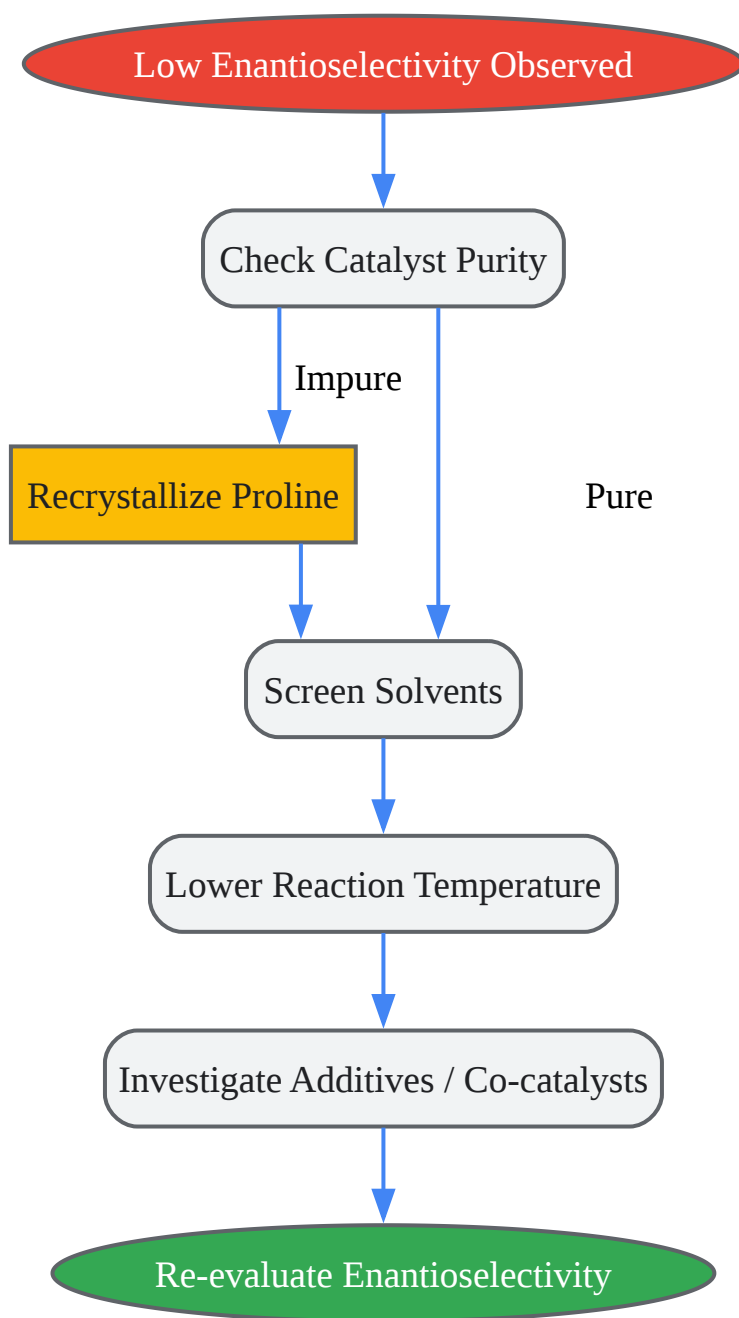 Low Enantioselectivity Observed
Check Catalyst Purity
Impure
Recrystallize Proline
Pure
Screen Solvents
Lower Reaction Temperature
Investigate Additives / Co-catalysts
Re-evaluate Enantioselectivity